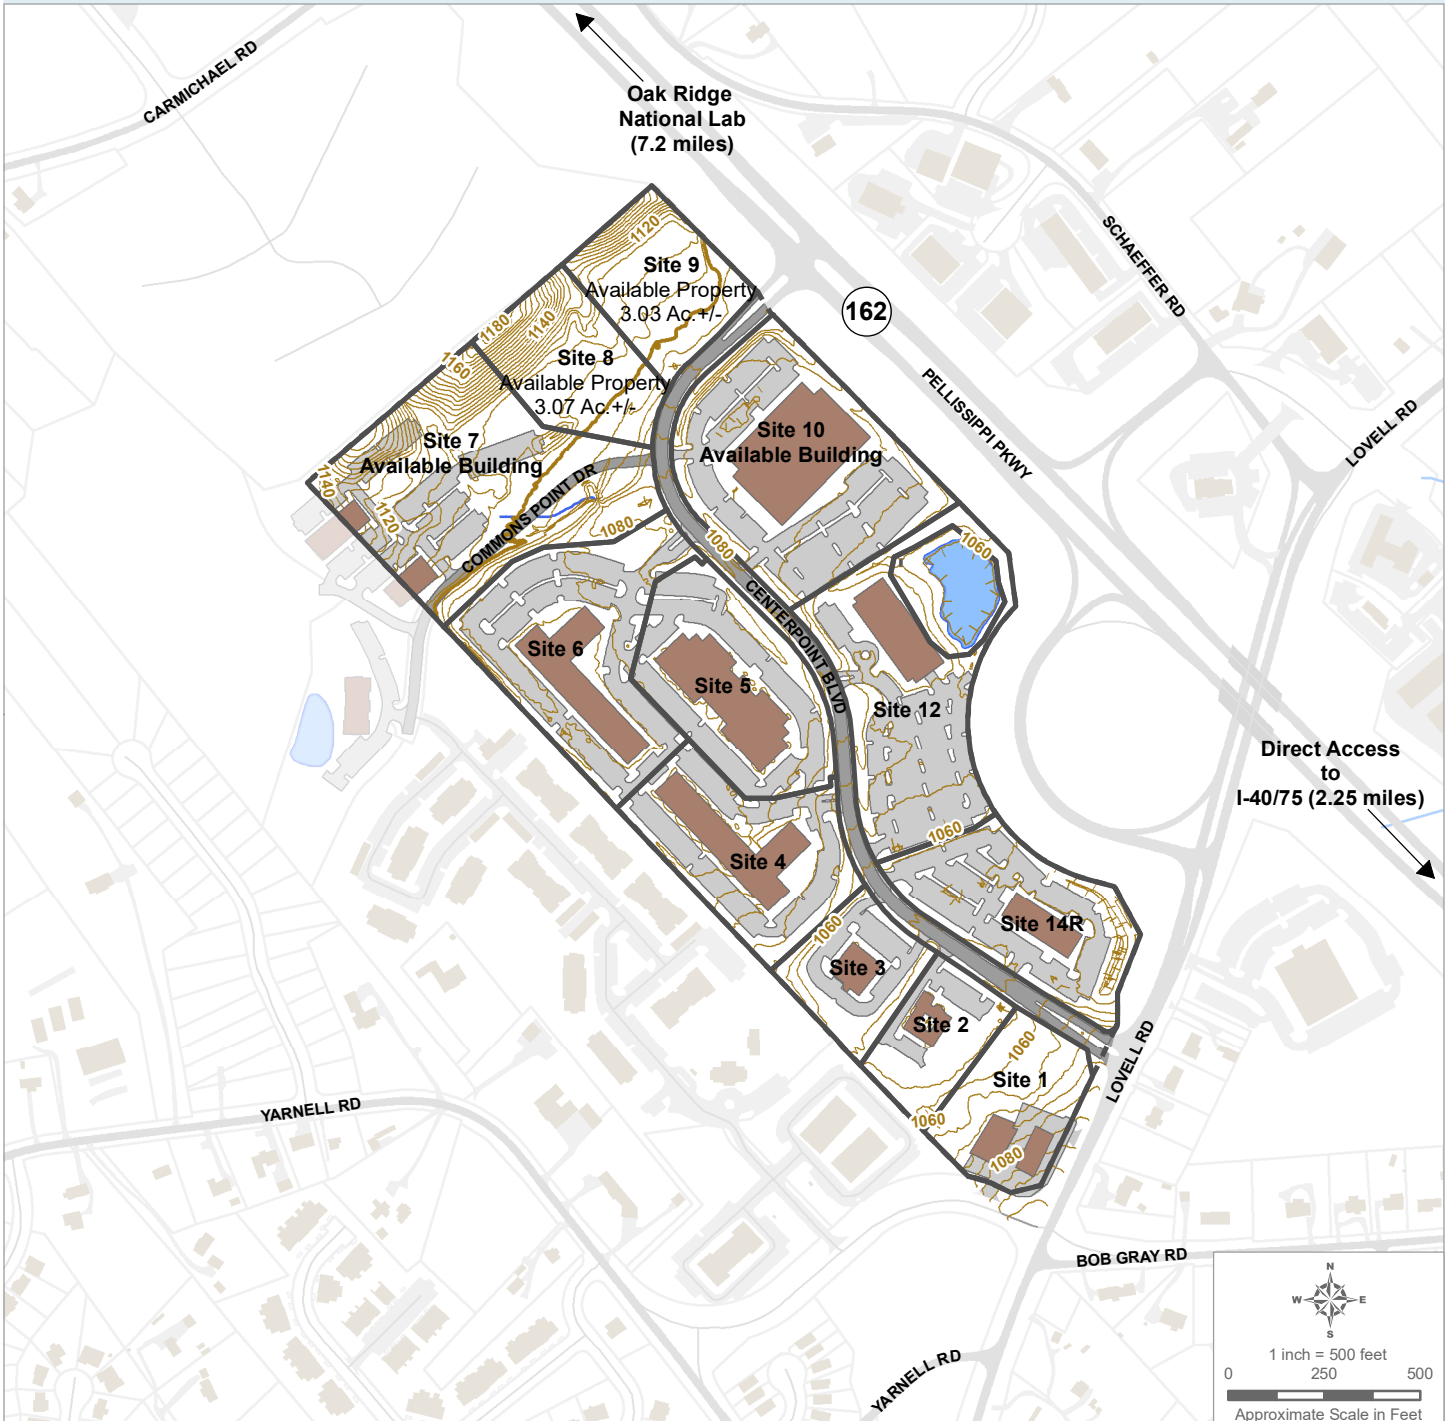 CARMICHAEL RD
Oak Ridge
National Lab
(7.2 miles)
SCHAEFFER RD
162
PELLISSIPPI PKWY
LOVELL RD
1120
Site 9
Available Property
3.03 Ac.+/-
1180
1140
1160
Site 8
Available Property
3.07 Ac.+/-
Site 7
Available Building
Site 10
Available Building
1140
1120
COMMONS POINT DR
1080
1080
1060
CENTERPOINT BLVD
Site 6
Site 5
Site 12
Direct Access
to
I-40/75 (2.25 miles)
1060
Site 4
Site 14R
1060
Site 3
Site 2
1060
Site 1
LOVELL RD
1060
1080
YARNELL RD
BOB GRAY RD
YARNELL RD
N
W
E
S
1 inch = 500 feet
0 250 500
Approximate Scale in Feet